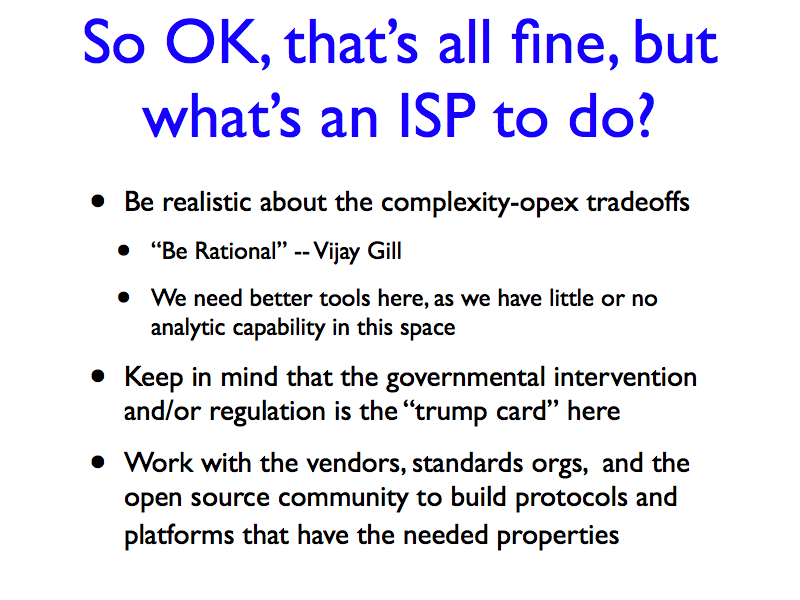 So OK, that’s all fine, but
what’s an ISP to do?
• Be realistic about the complexity-opex tradeoffs
• “Be Rational” -- Vijay Gill
• We need better tools here, as we have little or no
analytic capability in this space
• Keep in mind that the governmental intervention
and/or regulation is the “trump card” here
• Work with the vendors, standards orgs,  and the
open source community to build protocols and
platforms that have the needed properties